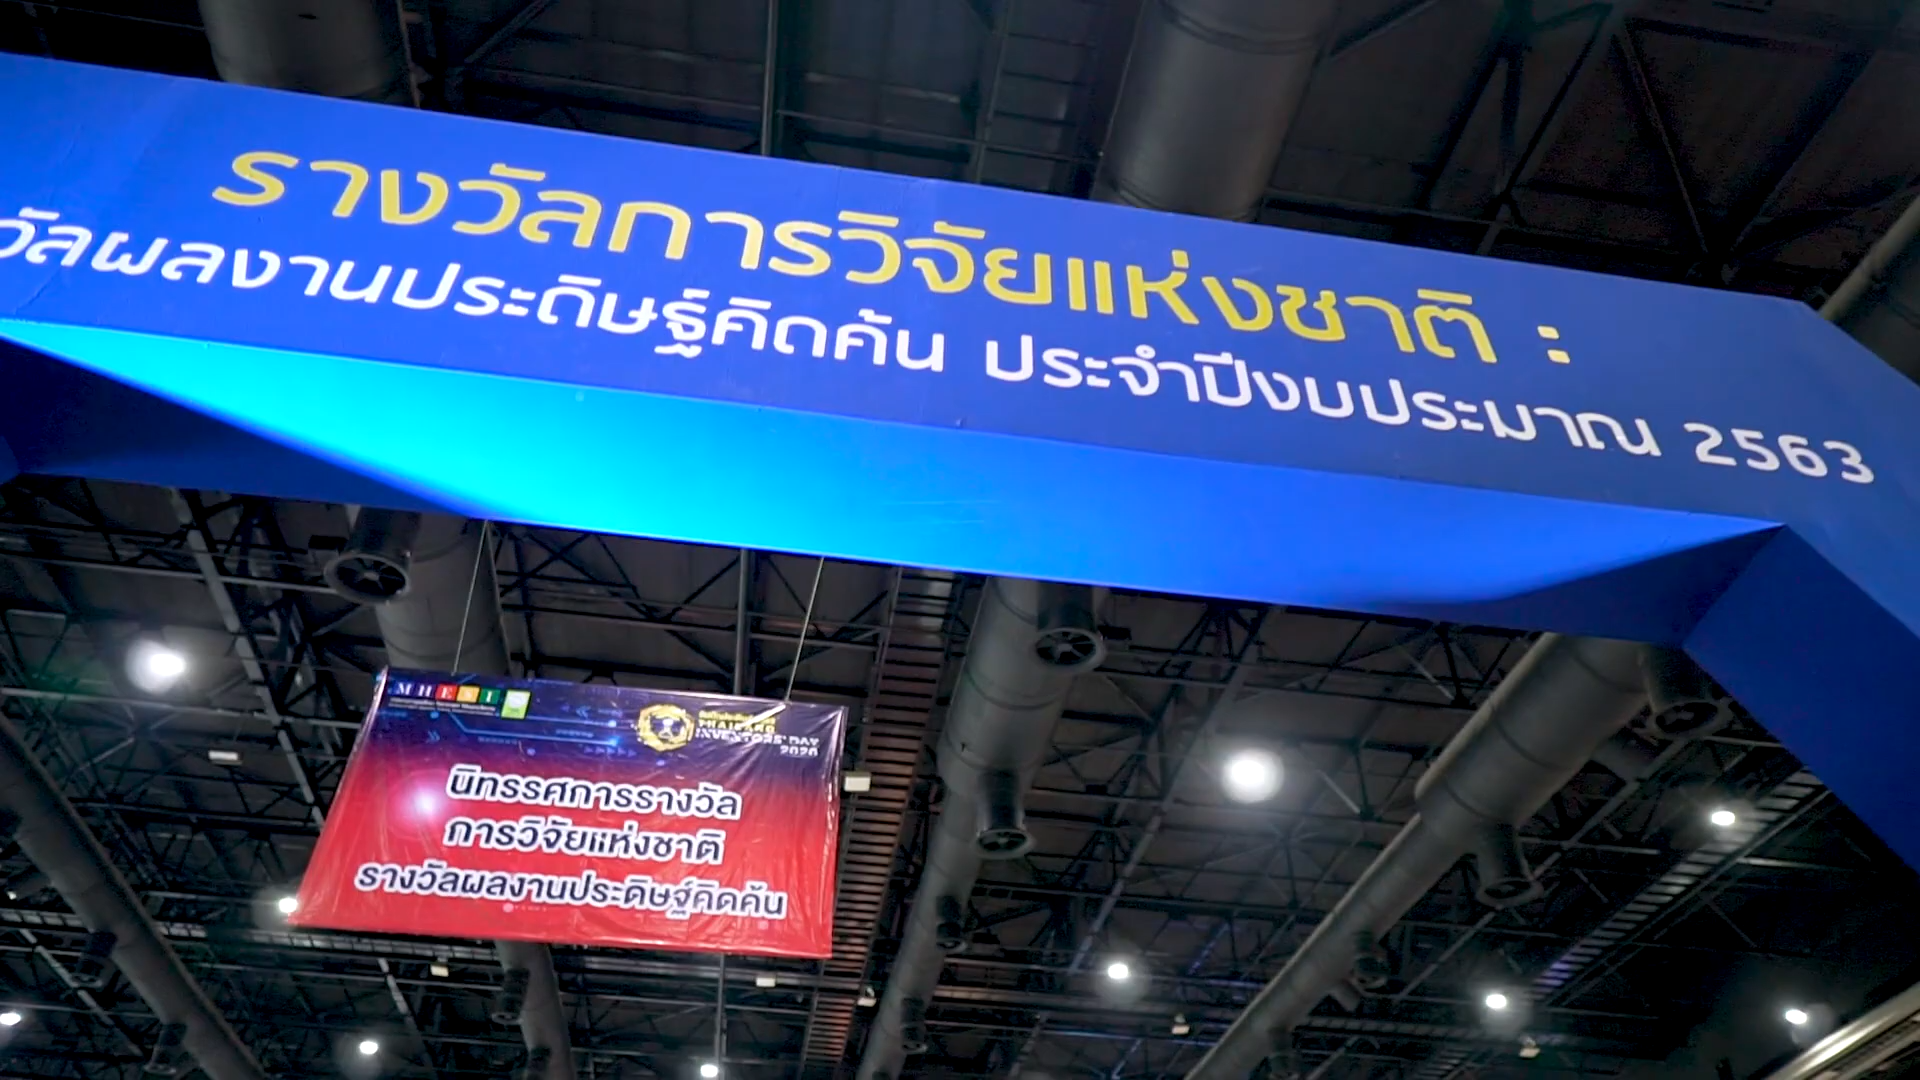 รางวัลการวิจัยแห่งชาติ :
วัลผลงานประดิษฐ์คิดค้น ประจำปีงบประมาณ 2563
MHESI
THAILAND
INVENTORS' DAY
2020
นิทรรศการรางวัล
การวิจัยแห่งชาติ
รางวัลผลงานประดิษฐ์คิดค้น